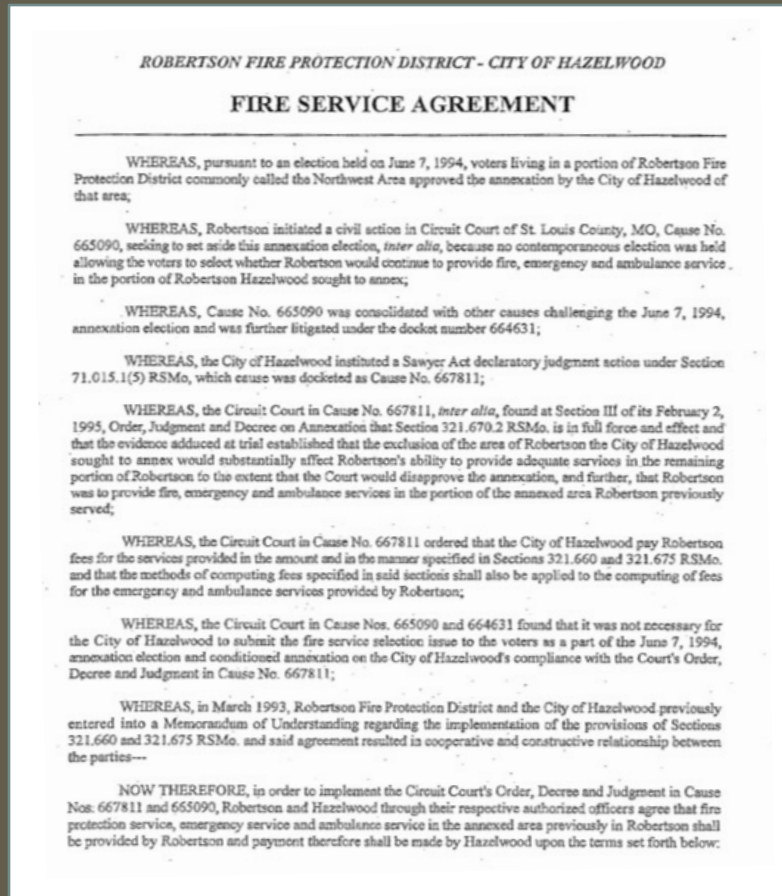 ROBERTSON FIRE PROTECTION DISTRICT - CITY OF HAZELWOOD
FIRE SERVICE AGREEMENT
WHEREAS, pursuant to an election held on June 7, 1994, voters living in a portion of Robertson Fire
Protection District commonly called the Northwest Area approved the annexation by the City of Hazelwood of
that area;
WHEREAS, Robertson initiated a civil action in Circuit Court of St. Louis County, MO, Cause No.
665090, seeking to set aside this annexation election, inter alia, because no contemporaneous election was held
allowing the voters to select whether Robertson would continue to provide fire, emergency and ambulance service
in the portion of Robertson Hazelwood sought to annex;
WHEREAS, Cause No. 665090 was consolidated with other causes challenging the June 7, 1994,
annexation election and was further litigated under the docket number 664631;
WHEREAS, the City of Hazelwood instituted a Sawyer Act declaratory judgment action under Section
71.015.1(5) RSMo, which cause was docketed as Cause No. 667811;
WHEREAS, the Circuit Court in Cause No. 667811, inter alia, found at Section III of its February 2,
1995, Order, Judgment and Decree on Annexation that Section 321.670.2 RSMo. is in full force and effect and
that the evidence adduced at trial established that the exclusion of the area of Robertson the City of Hazelwood
sought to annex would substantially affect Robertson's ability to provide adequate services in the remaining
portion of Robertson to the extent that the Court would disapprove the annexation, and further, that Robertson
was to provide fire, emergency and ambulance services in the portion of the annexed area Robertson previously
served;
WHEREAS, the Circuit Court in Cause No. 667811 ordered that the City of Hazelwood pay Robertson
fees for the services provided in the amount and in the manner specified in Sections 321.660 and 321.675 RSMo.
and that the methods of computing fees specified in said sections shall also be applied to the computing of fees
for the emergency and ambulance services provided by Robertson;
WHEREAS, the Circuit Court in Cause Nos. 665090 and 664631 found that it was not necessary for
the City of Hazelwood to submit the fire service selection issue to the voters as a part of the June 7, 1994,
annexation election and conditioned annexation on the City of Hazelwood's compliance with the Court's Order,
Decree and Judgment in Cause No. 667811;
WHEREAS, in March 1993, Robertson Fire Protection District and the City of Hazelwood previously
entered into a Memorandum of Understanding regarding the implementation of the provisions of Sections
321.660 and 321.675 RSMo. and said agreement resulted in cooperative and constructive relationship between
the parties---
NOW THEREFORE, in order to implement the Circuit Court's Order, Decree and Judgment in Cause
Nos. 667811 and 665090, Robertson and Hazelwood through their respective authorized officers agree that fire
protection service, emergency service and ambulance service in the annexed area previously in Robertson shall
be provided by Robertson and payment therefore shall be made by Hazelwood upon the terms set forth below: